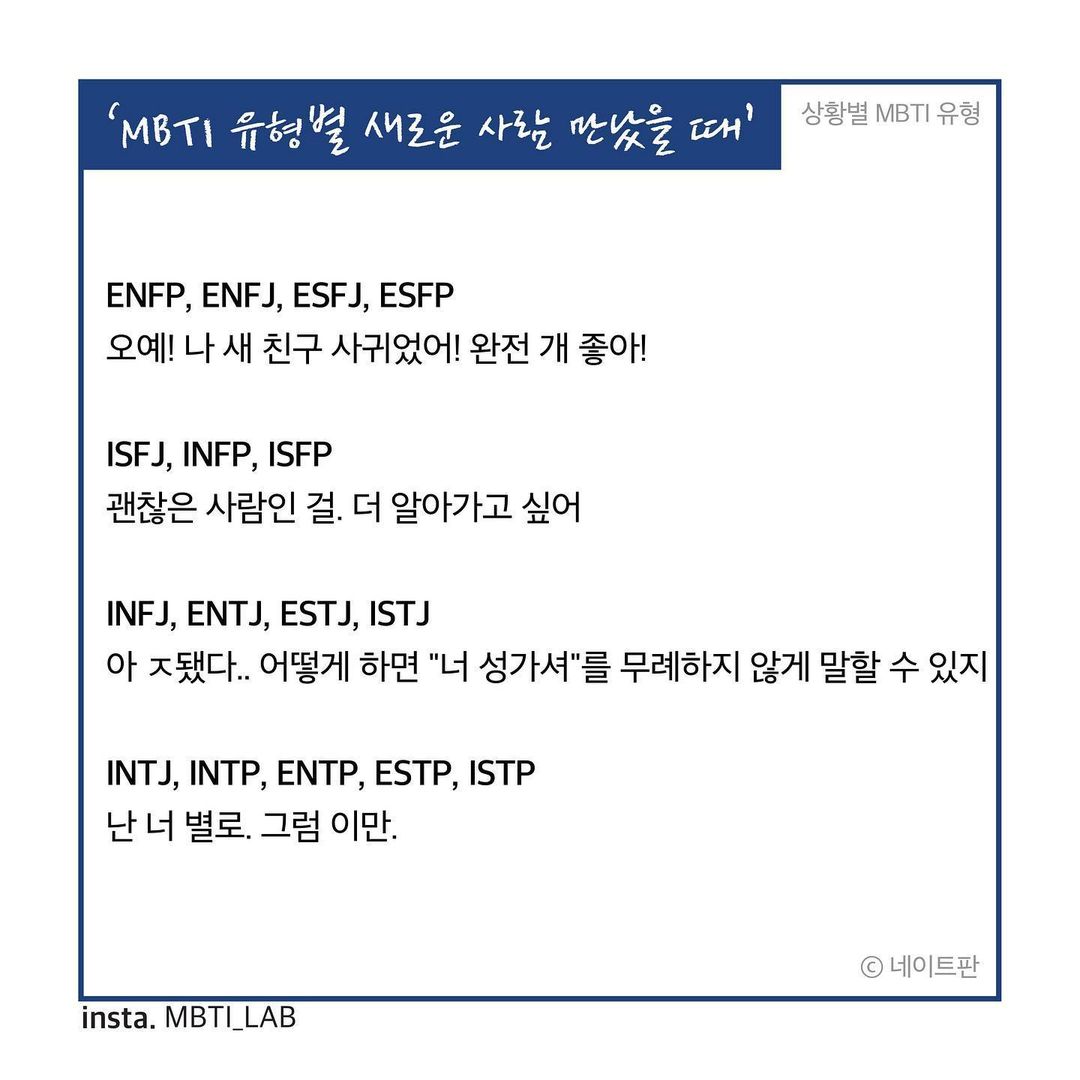 'MBTI 유형별 새로운 사람 만났을 때'
상황별 MBTI 유형
ENFP, ENFJ, ESFJ, ESFP
오예! 나 새 친구 사귀었어! 완전 개 좋아!
ISFJ, INFP, ISFP
괜찮은 사람인 걸. 더 알아가고 싶어
INFJ, ENTJ, ESTJ, ISTJ
아 ㅈ됐다.. 어떻게 하면 "너 성가셔"를 무례하지 않게 말할 수 있지
INTJ, INTP, ENTP, ESTP, ISTP
난 너 별로. 그럼 이만.
ⓒ 네이트판
insta. MBTI_LAB